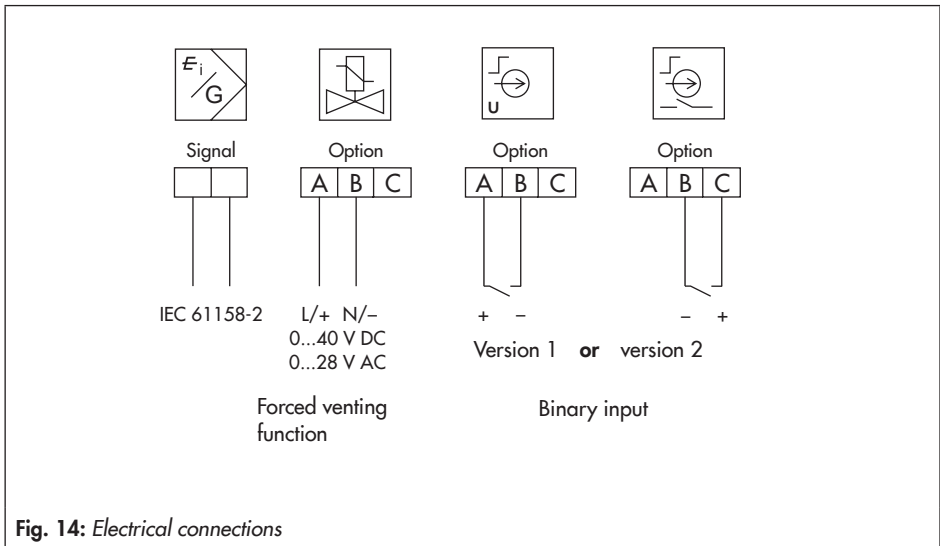 E i / G
U
Signal Option Option Option
A B C A B C A B C
IEC 61158-2 L/+ N/– + – – +
0...40 V DC
0...28 V AC
Version 1 or version 2
Forced venting
function
Binary input
Fig. 14: Electrical connections